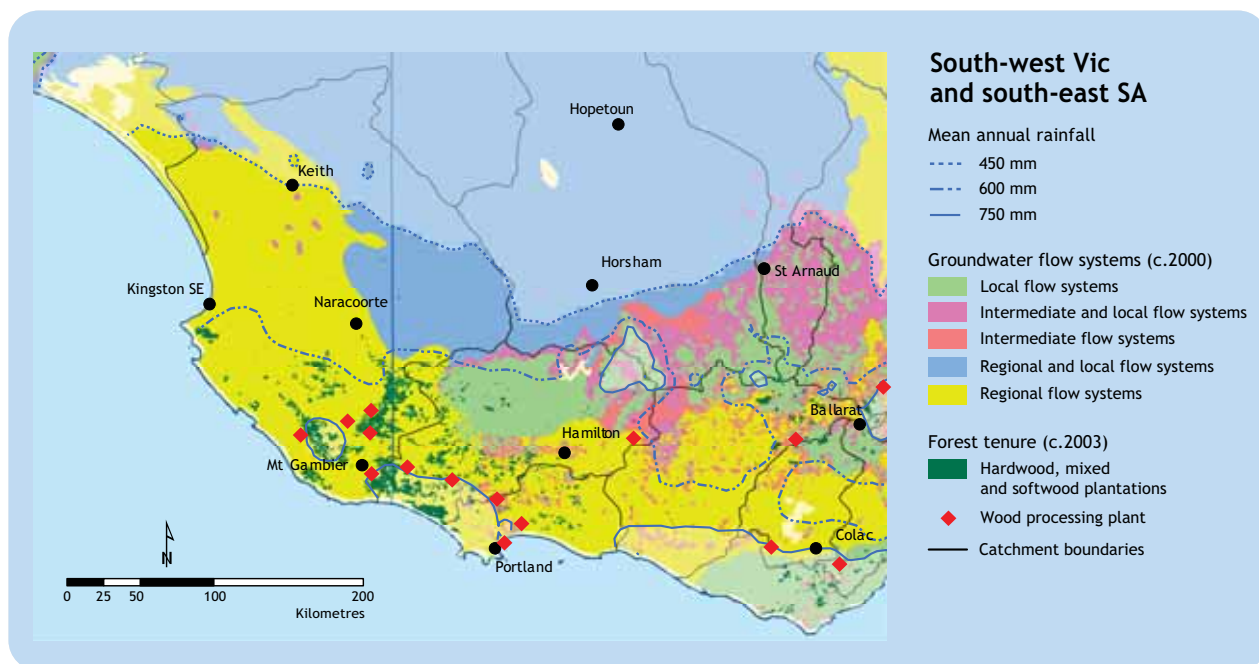 South-west Vic
and south-east SA
Mean annual rainfall
450 mm
600 mm
750 mm
Groundwater flow systems (c.2000)
Local flow systems
Intermediate and local flow systems
Intermediate flow systems
Regional and local flow systems
Regional flow systems
Forest tenure (c.2003)
Hardwood, mixed
and softwood plantations
Wood processing plant
Catchment boundaries
Hopetoun
Keith
Horsham
St Arnaud
Kingston SE
Naracoorte
Ballarat
Hamilton
Mt Gambier
Colac
Portland
N
0 25 50 100 200
Kilometres